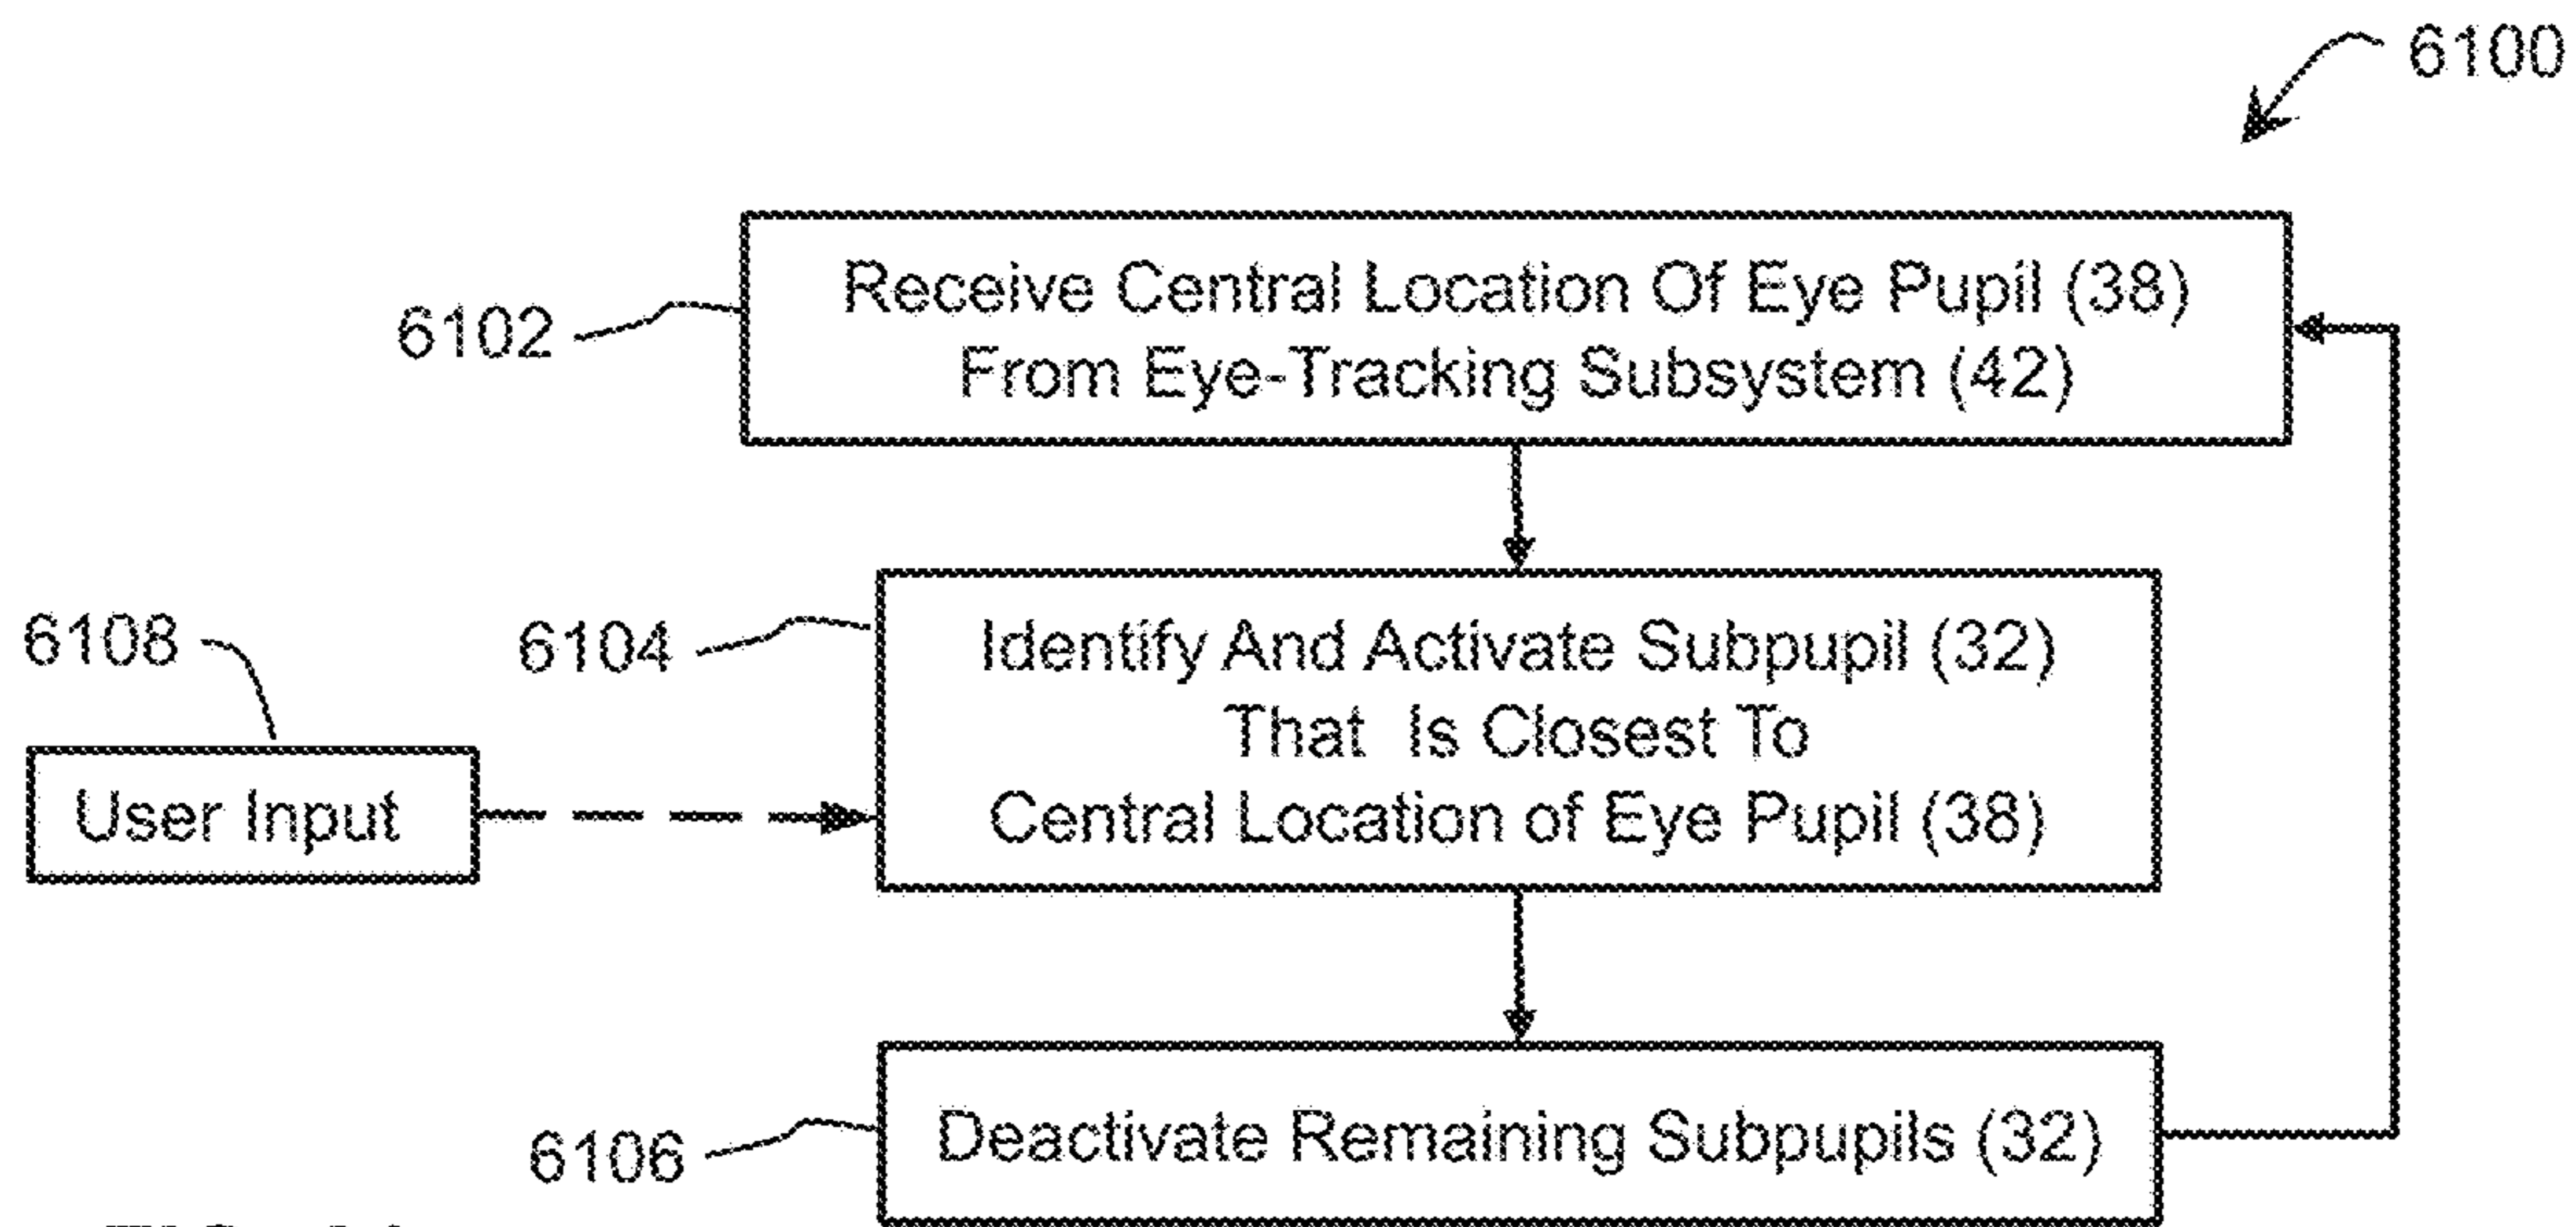 6100
6102
Receive Central Location Of Eye Pupil (38)
From Eye-Tracking Subsystem (42)
6108
6104
Identify And Activate Subpupil (32)
That Is Closest To
Central Location of Eye Pupil (38)
User Input
6106
Deactivate Remaining Subpupils (32)